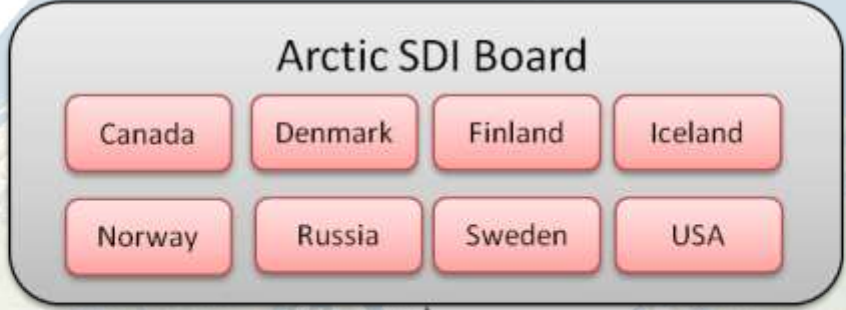 Arctic SDI Board
Canada Denmark Finland Iceland
Norway Russia Sweden USA